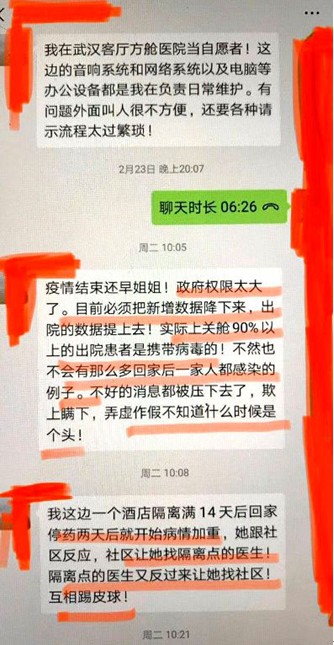 我在武汉客厅方舱医院当自愿者！这
边的音响系统和网络系统以及电脑等
办公设备都是我在负责日常维护。有
问题外面叫人很不方便，还要各种请
示流程太过繁琐！
2月23日 晚上20:07
聊天时长 06:26
周二 10:05
疫情结束还早姐姐！政府权限太大
了。目前必须把新增数据降下来，出
院的数据提上去！实际上关舱90%以
上的出院患者是携带病毒的！不然也
不会有那么多回家后一家人都感染的
例子。不好的消息都被压下去了，欺
上瞒下，弄虚作假不知道什么时候是
个头！
周二 10:08
我这边一个酒店隔离满14天后回家
停药两天后就开始病情加重，她跟社
区反应，社区让她找隔离点的医生！
隔离点的医生又反过来让她找社区！
互相踢皮球！
周二 10:21